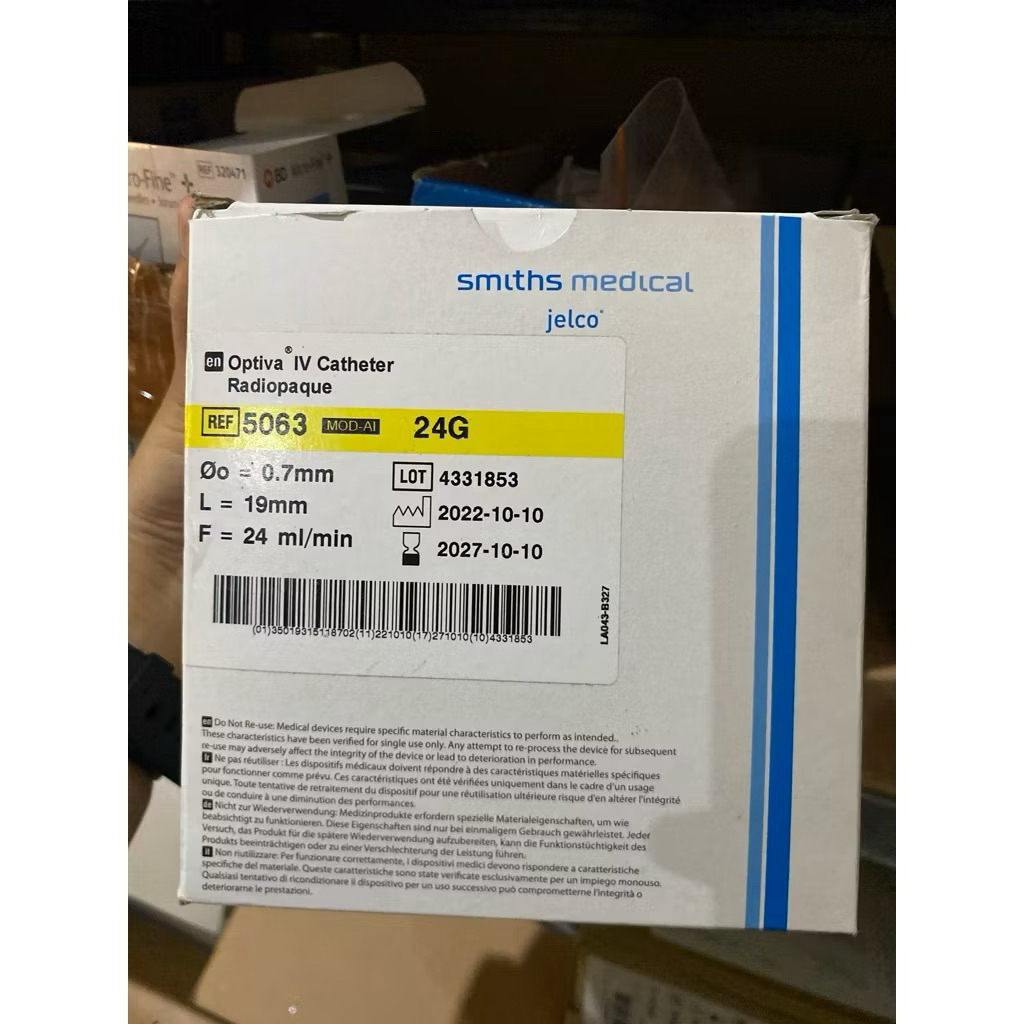 REF 320471
BD Micro-Fine™+
smiths medical
jelco®
en Optiva® IV Catheter
Radiopaque
REF 5063 MOD-AI 24G
Øo = 0.7mm
L = 19mm
F = 24 ml/min
LOT 4331853
2022-10-10
2027-10-10
LA043-B327
(01)35019315116702(11)221010(17)271010(10)4331853
en Do Not Re-use: Medical devices require specific material characteristics to perform as intended..
These characteristics have been verified for single use only. Any attempt to re-process the device for subsequent
re-use may adversely affect the integrity of the device or lead to deterioration in performance.
fr Ne pas réutiliser : Les dispositifs médicaux doivent répondre à des caractéristiques matérielles spécifiques
pour fonctionner comme prévu. Ces caractéristiques ont été vérifiées uniquement dans le cadre d'un usage
unique. Toute tentative de retraitement du dispositif pour une réutilisation ultérieure risque d'en altérer l'intégrité
ou de conduire à une diminution des performances.
de Nicht zur Wiederverwendung: Medizinprodukte erfordern spezielle Materialeigenschaften, um wie
beabsichtigt zu funktionieren. Diese Eigenschaften sind nur bei einmaligem Gebrauch gewährleistet. Jeder
Versuch, das Produkt für die spätere Wiederverwendung aufzubereiten, kann die Funktionstüchtigkeit des
Produkts beeinträchtigen oder zu einer Verschlechterung der Leistung führen.
it Non riutilizzare: Per funzionare correttamente, i dispositivi medici devono rispondere a caratteristiche
specifiche del materiale. Queste caratteristiche sono state verificate esclusivamente per un impiego monouso.
Qualsiasi tentativo di ricondizionare il dispositivo per un uso successivo può comprometterne l'integrità o
deteriorarne le prestazioni.